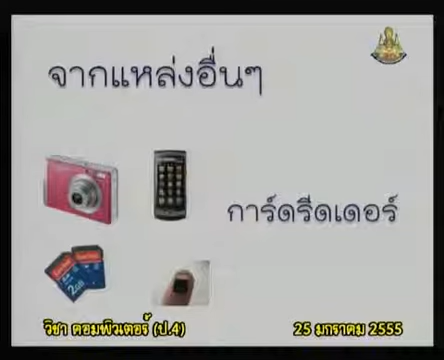 จากแหล่งอื่นๆ
การ์ดรีดเดอร์
SanDisk
2GB
วิชา คอมพิวเตอร์ (ป.4)
25 มกราคม 2555